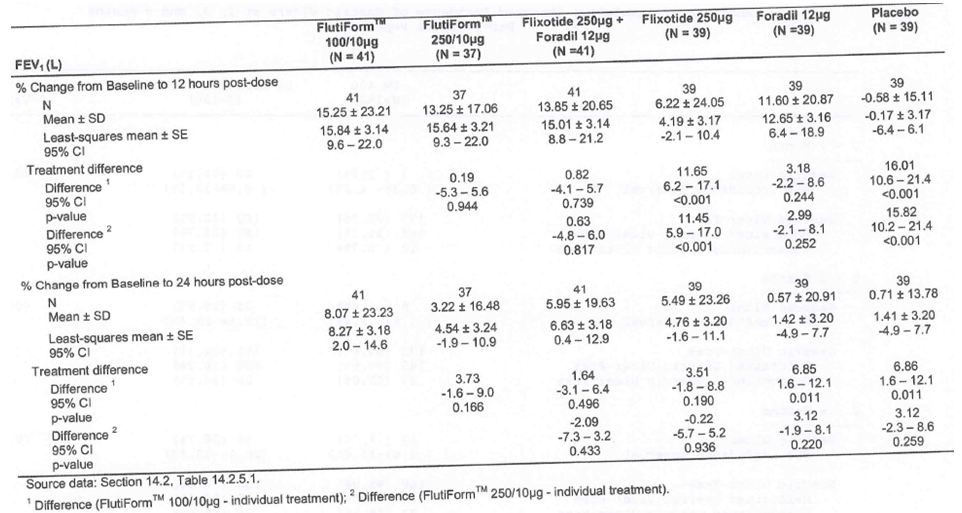 FEV₁ (L) FlutiForm™ 100/10µg (N = 41) FlutiForm™ 250/10µg (N = 37) Flixotide 250µg + Foradil 12µg (N =41) Flixotide 250µg (N = 39) Foradil 12µg (N =39) Placebo (N = 39)
% Change from Baseline to 12 hours post-dose
N 41 37 41 39 39 39
Mean ± SD 15.25 ± 23.21 13.25 ± 17.06 13.85 ± 20.65 6.22 ± 24.05 11.60 ± 20.87 -0.58 ± 15.11
Least-squares mean ± SE 15.84 ± 3.14 15.64 ± 3.21 15.01 ± 3.14 4.19 ± 3.17 12.65 ± 3.16 -0.17 ± 3.17
95% CI 9.6 – 22.0 9.3 – 22.0 8.8 – 21.2 -2.1 – 10.4 6.4 – 18.9 -6.4 – 6.1
Treatment difference
Difference ¹ 0.19 0.82 11.65 3.18 16.01
95% CI -5.3 – 5.6 -4.1 – 5.7 6.2 – 17.1 -2.2 – 8.6 10.6 – 21.4
p-value 0.944 0.739 <0.001 0.244 <0.001
Difference ² 0.63 11.45 2.99 15.82
95% CI -4.8 – 6.0 5.9 – 17.0 -2.1 – 8.1 10.2 – 21.4
p-value 0.817 <0.001 0.252 <0.001
% Change from Baseline to 24 hours post-dose
N 41 37 41 39 39 39
Mean ± SD 8.07 ± 23.23 3.22 ± 16.48 5.95 ± 19.63 5.49 ± 23.26 0.57 ± 20.91 0.71 ± 13.78
Least-squares mean ± SE 8.27 ± 3.18 4.54 ± 3.24 6.63 ± 3.18 4.76 ± 3.20 1.42 ± 3.20 1.41 ± 3.20
95% CI 2.0 – 14.6 -1.9 – 10.9 0.4 – 12.9 -1.6 – 11.1 -4.9 – 7.7 -4.9 – 7.7
Treatment difference
Difference ¹ 3.73 1.64 3.51 6.85 6.86
95% CI -1.6 – 9.0 -3.1 – 6.4 -1.8 – 8.8 1.6 – 12.1 1.6 – 12.1
p-value 0.166 0.496 0.190 0.011 0.011
Difference ² -2.09 -0.22 3.12 3.12
95% CI -7.3 – 3.2 -5.7 – 5.2 -1.9 – 8.1 -2.3 – 8.6
p-value 0.433 0.936 0.220 0.259
Source data: Section 14.2, Table 14.2.5.1.
¹ Difference (FlutiForm™ 100/10µg - individual treatment); ² Difference (FlutiForm™ 250/10µg - individual treatment).